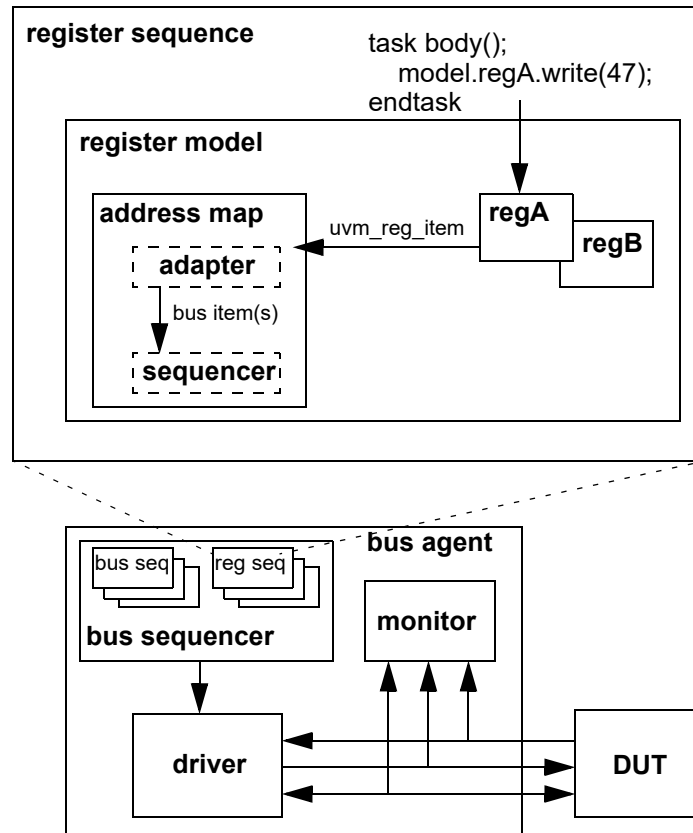 register sequence
task body();
model.regA.write(47);
endtask
register model
address map
regA
regB
uvm_reg_item
adapter
bus item(s)
sequencer
bus agent
bus seq
reg seq
bus sequencer
monitor
driver
DUT